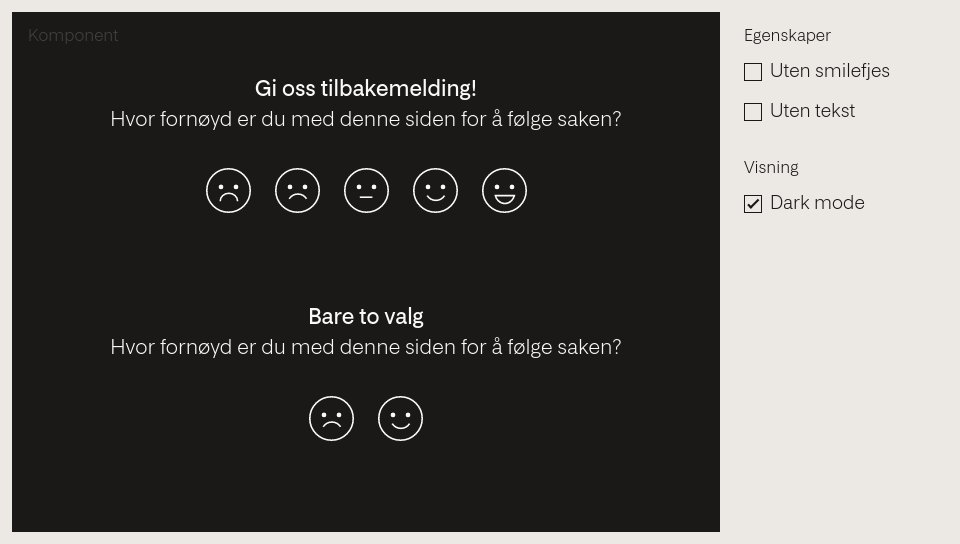 Komponent
Gi oss tilbakemelding!
Hvor fornøyd er du med denne siden for å følge saken?
Bare to valg
Hvor fornøyd er du med denne siden for å følge saken?
Egenskaper
Uten smilefjes
Uten tekst
Visning
Dark mode